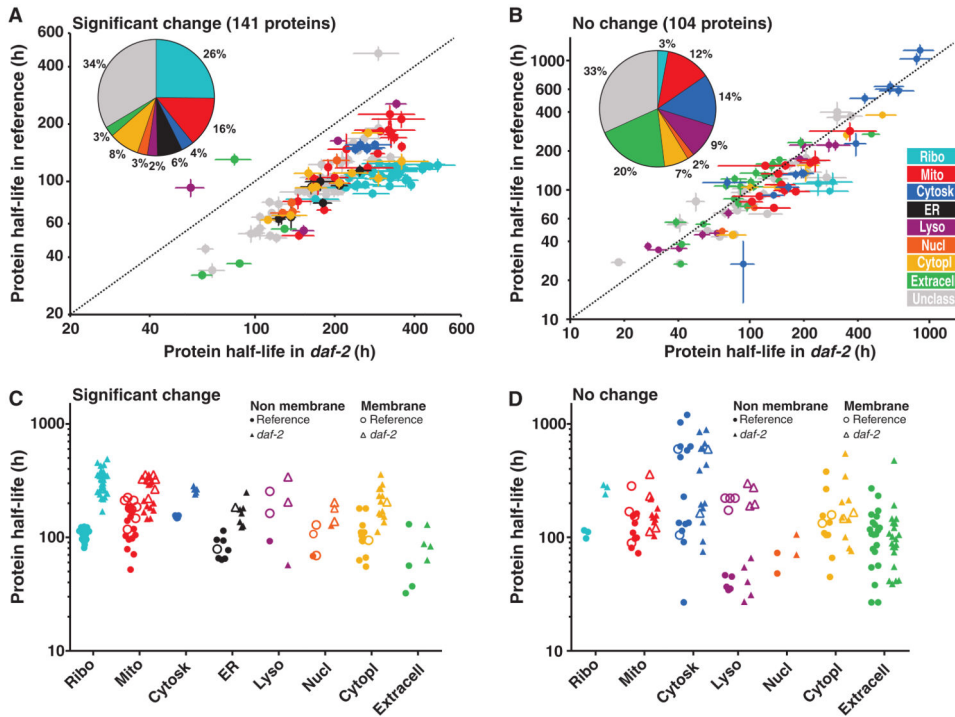 A
Significant change (141 proteins)
Protein half-life in reference (h)
600
400
200
100
60
40
20
20
40
100
200
400
600
Protein half-life in daf-2 (h)
26%
16%
4%
6%
2%
8%
3%
34%
B
No change (104 proteins)
Protein half-life in reference (h)
1000
600
400
200
100
60
40
20
10
10
20
40
100
200
400
1000
Protein half-life in daf-2 (h)
3%
12%
14%
9%
2%
7%
20%
33%
Ribo
Mito
Cytosk
ER
Lyso
Nucl
Cytopl
Extracel
Unclass
C
Significant change
Non membrane
Reference
daf-2
Membrane
Reference
daf-2
Protein half-life (h)
1000
100
10
Ribo
Mito
Cytosk
ER
Lyso
Nucl
Cytopl
Extracell
D
No change
Non membrane
Reference
daf-2
Membrane
Reference
daf-2
Protein half-life (h)
1000
100
10
Ribo
Mito
Cytosk
Lyso
Nucl
Cytopl
Extracell